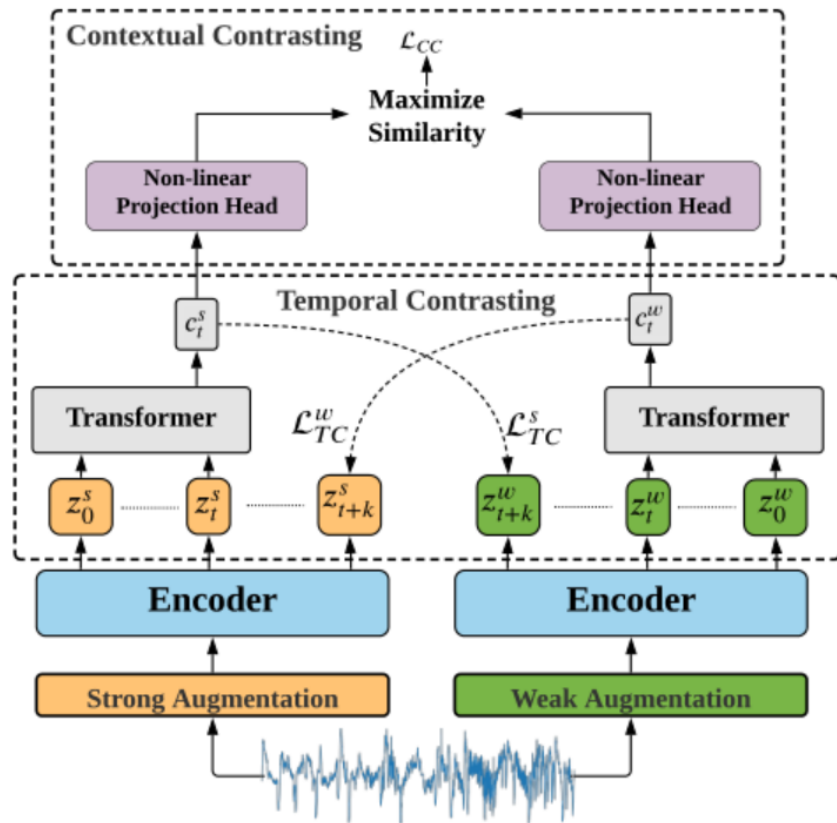 Contextual Contrasting
ℒ_CC
Maximize
Similarity
Non-linear
Projection Head
Non-linear
Projection Head
Temporal Contrasting
c_t^s
c_t^w
Transformer
Transformer
ℒ_TC^w
ℒ_TC^s
z_0^s
z_t^s
z_{t+k}^s
z_{t+k}^w
z_t^w
z_0^w
Encoder
Encoder
Strong Augmentation
Weak Augmentation